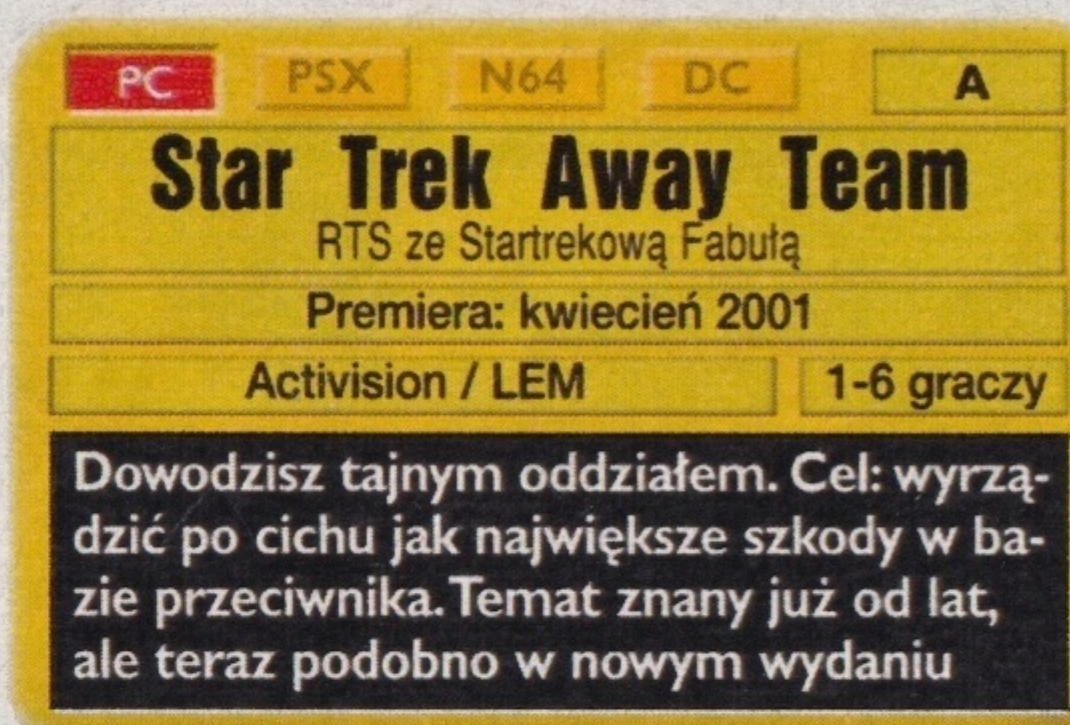 PC PSX N64 DC A
Star Trek Away Team
RTS ze Startrekową Fabułą
Premiera: kwiecień 2001
Activision / LEM 1-6 graczy
Dowodzisz tajnym oddziałem. Cel: wyrzą-
dzić po cichu jak największe szkody w ba-
zie przeciwnika. Temat znany już od lat,
ale teraz podobno w nowym wydaniu